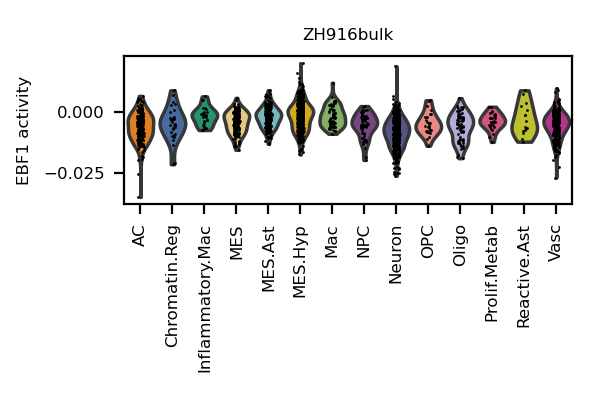 ZH916bulk
EBF1 activity
0.000
−0.025
AC
Chromatin.Reg
Inflammatory.Mac
MES
MES.Ast
MES.Hyp
Mac
NPC
Neuron
OPC
Oligo
Prolif.Metab
Reactive.Ast
Vasc